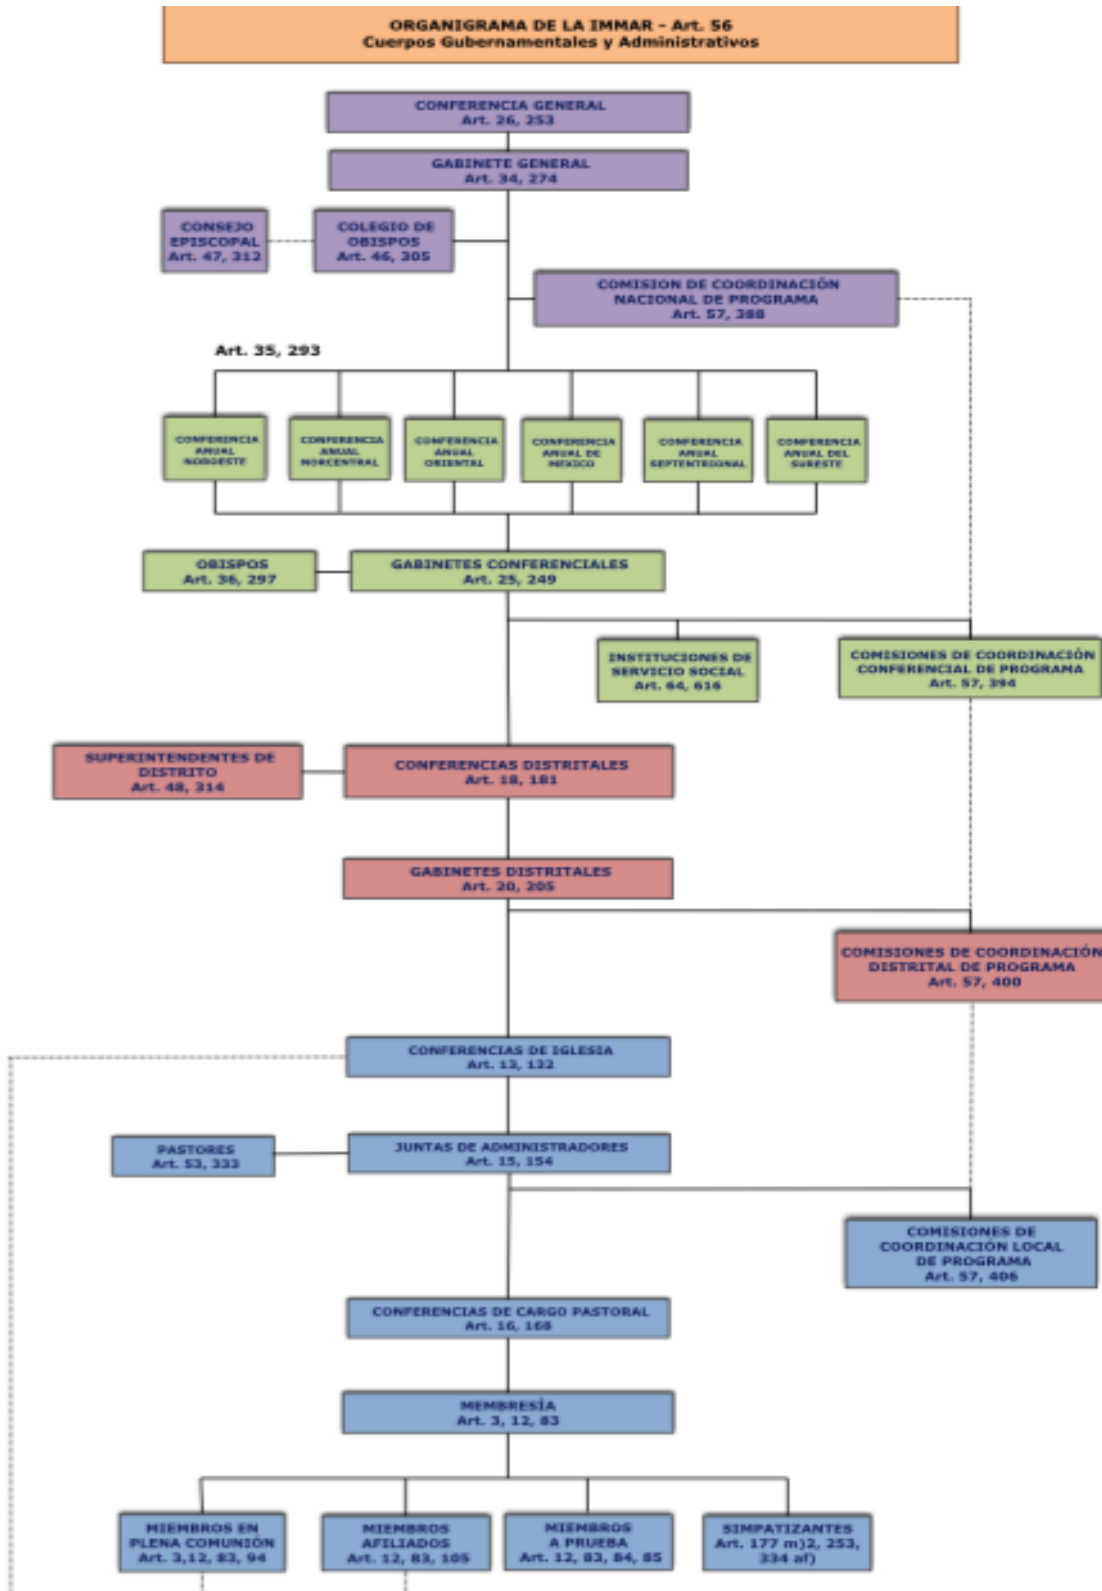 ORGANIGRAMA DE LA IMMAR - Art. 56
Cuerpos Gubernamentales y Administrativos
CONFERENCIA GENERAL
Art. 26, 253
GABINETE GENERAL
Art. 34, 274
CONSEJO
EPISCOPAL
Art. 47, 312
COLEGIO DE
OBISPOS
Art. 46, 305
COMISION DE COORDINACIÓN
NACIONAL DE PROGRAMA
Art. 57, 388
Art. 35, 293
CONFERENCIA
ANUAL
NOROESTE
CONFERENCIA
ANUAL
NORCENTRAL
CONFERENCIA
ANUAL
ORIENTAL
CONFERENCIA
ANUAL DE
MEXICO
CONFERENCIA
ANUAL
SEPTENTRIONAL
CONFERENCIA
ANUAL DEL
SURESTE
OBISPOS
Art. 36, 297
GABINETES CONFERENCIALES
Art. 25, 249
INSTITUCIONES DE
SERVICIO SOCIAL
Art. 64, 616
COMISIONES DE COORDINACIÓN
CONFERENCIAL DE PROGRAMA
Art. 57, 394
SUPERINTENDENTES DE
DISTRITO
Art. 48, 314
CONFERENCIAS DISTRITALES
Art. 18, 181
GABINETES DISTRITALES
Art. 20, 205
COMISIONES DE COORDINACIÓN
DISTRITAL DE PROGRAMA
Art. 57, 400
CONFERENCIAS DE IGLESIA
Art. 13, 132
PASTORES
Art. 53, 333
JUNTAS DE ADMINISTRADORES
Art. 15, 154
COMISIONES DE
COORDINACIÓN LOCAL
DE PROGRAMA
Art. 57, 406
CONFERENCIAS DE CARGO PASTORAL
Art. 16, 168
MEMBRESÍA
Art. 3, 12, 83
MIEMBROS EN
PLENA COMUNIÓN
Art. 3,12, 83, 94
MIEMBROS
AFILIADOS
Art. 12, 83, 105
MIEMBROS
A PRUEBA
Art. 12, 83, 84, 85
SIMPATIZANTES
Art. 177 m)2, 253,
334 af)